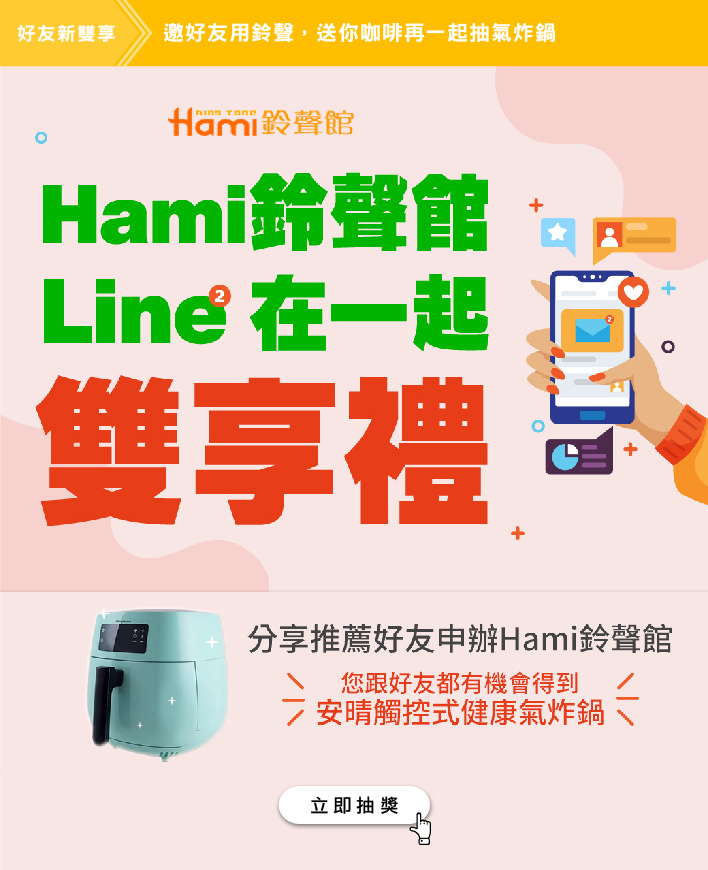 好友新雙享
邀好友用鈴聲,送你咖啡再一起抽氣炸鍋
RING TONE
Hami鈴聲館
Hami鈴聲館
Line 在一起
2
2
雙享禮
分享推薦好友申辦Hami鈴聲館
您跟好友都有機會得到
安晴觸控式健康氣炸鍋
立即抽獎